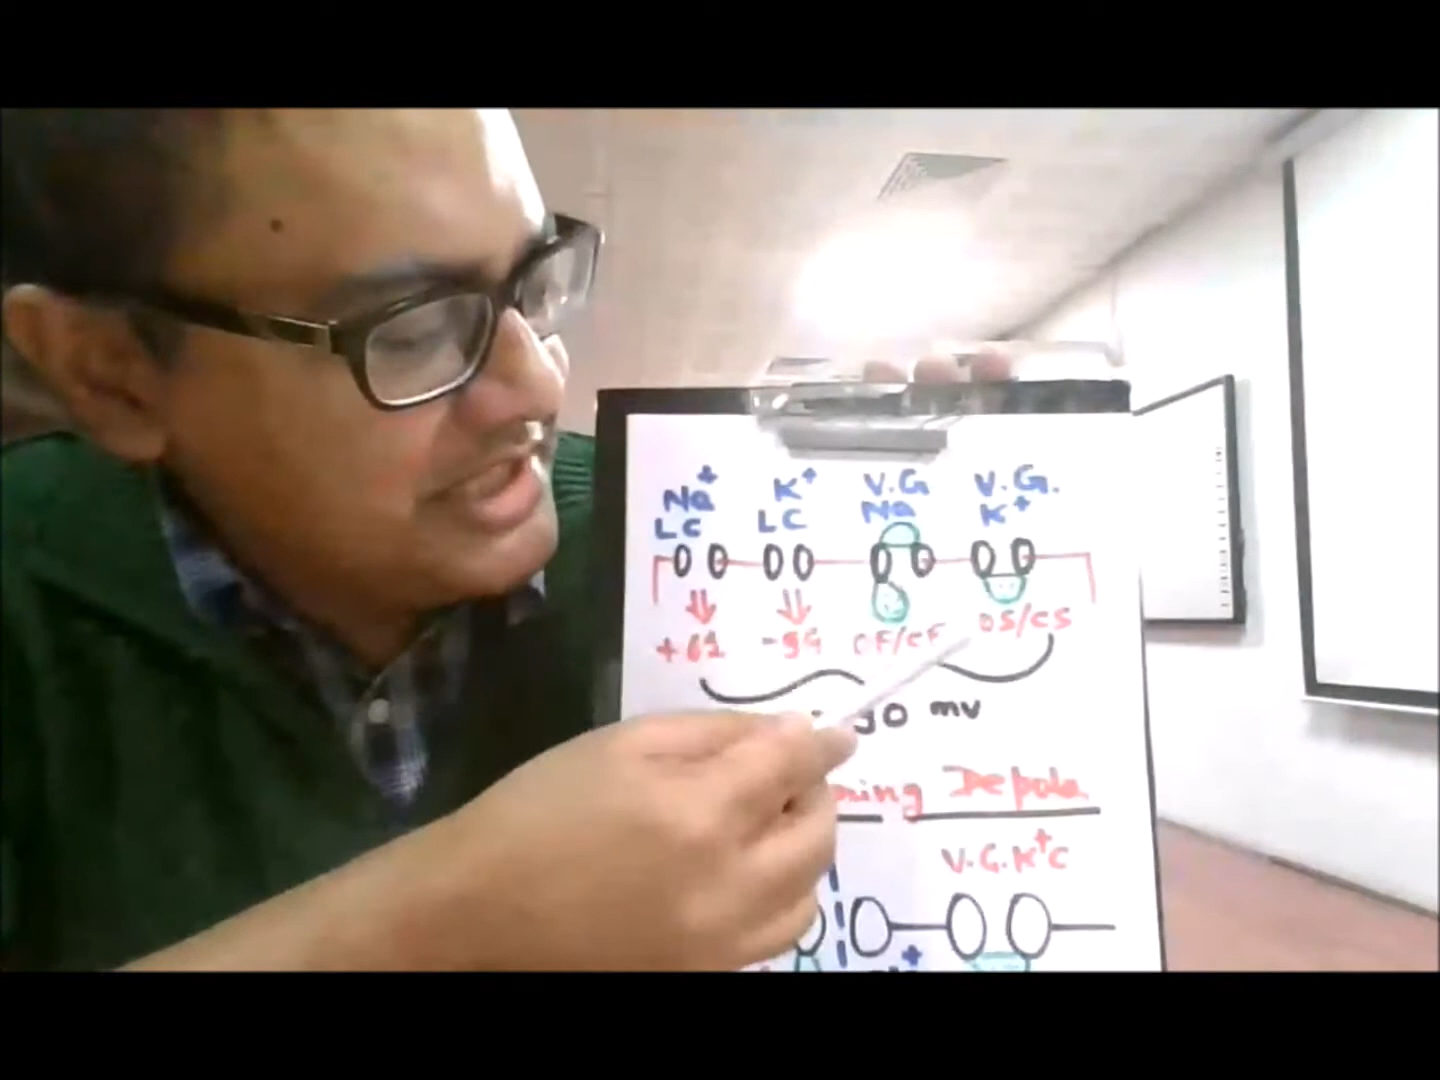 Na+ K+ V.G V.G.
LC LC Na K+
+61 -94 OF/CF OS/CS
90 mv
Depola
V.G.K+C